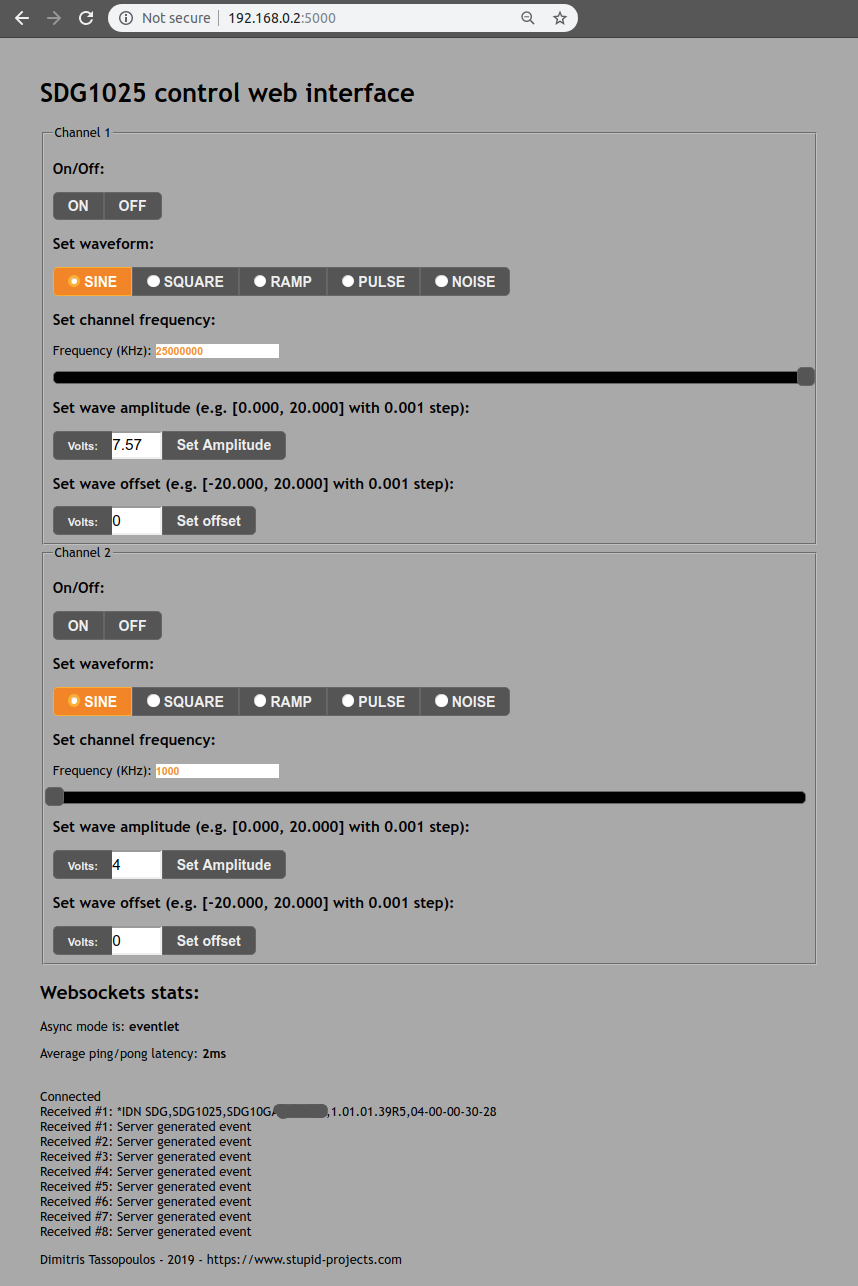 Not secure | 192.168.0.2:5000
SDG1025 control web interface
Channel 1
On/Off:
ON OFF
Set waveform:
SINE SQUARE RAMP PULSE NOISE
Set channel frequency:
Frequency (KHz): 25000000
Set wave amplitude (e.g. [0.000, 20.000] with 0.001 step):
Volts: 7.57 Set Amplitude
Set wave offset (e.g. [-20.000, 20.000] with 0.001 step):
Volts: 0 Set offset
Channel 2
On/Off:
ON OFF
Set waveform:
SINE SQUARE RAMP PULSE NOISE
Set channel frequency:
Frequency (KHz): 1000
Set wave amplitude (e.g. [0.000, 20.000] with 0.001 step):
Volts: 4 Set Amplitude
Set wave offset (e.g. [-20.000, 20.000] with 0.001 step):
Volts: 0 Set offset
Websockets stats:
Async mode is: eventlet
Average ping/pong latency: 2ms
Connected
Received #1: *IDN SDG,SDG1025,SDG10GA ,1.01.01.39R5,04-00-00-30-28
Received #1: Server generated event
Received #2: Server generated event
Received #3: Server generated event
Received #4: Server generated event
Received #5: Server generated event
Received #6: Server generated event
Received #7: Server generated event
Received #8: Server generated event
Dimitris Tassopoulos - 2019 - https://www.stupid-projects.com